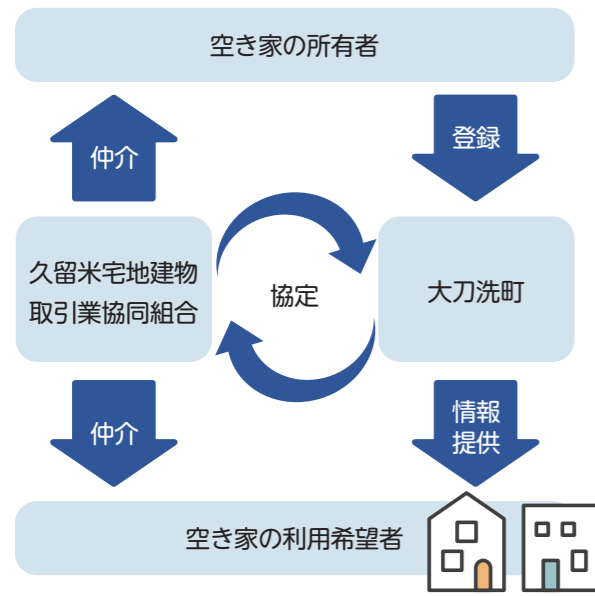 空き家の所有者
仲介
登録
久留米宅地建物
取引業協同組合
協定
大刀洗町
仲介
情報
提供
空き家の利用希望者